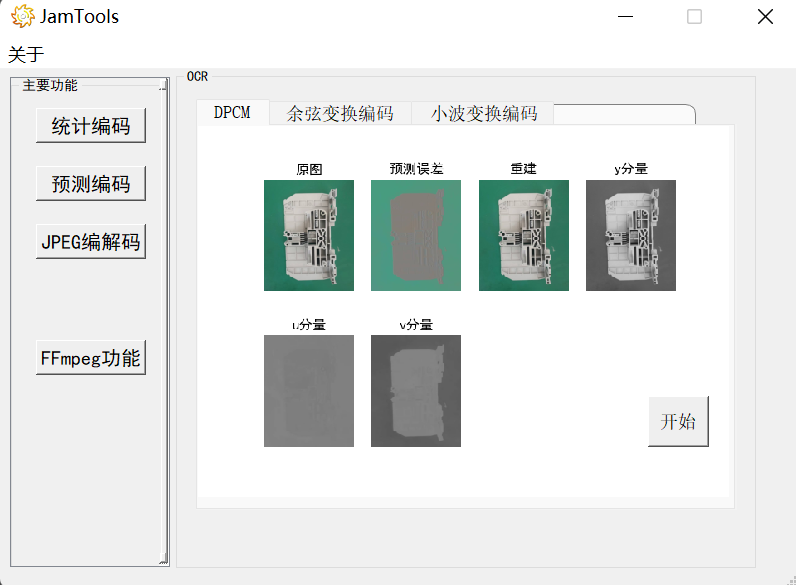 JamTools
关于
主要功能
统计编码
预测编码
JPEG编解码
FFmpeg功能
OCR
DPCM 余弦变换编码 小波变换编码
原图 预测误差 重建 y分量
u分量 v分量
开始